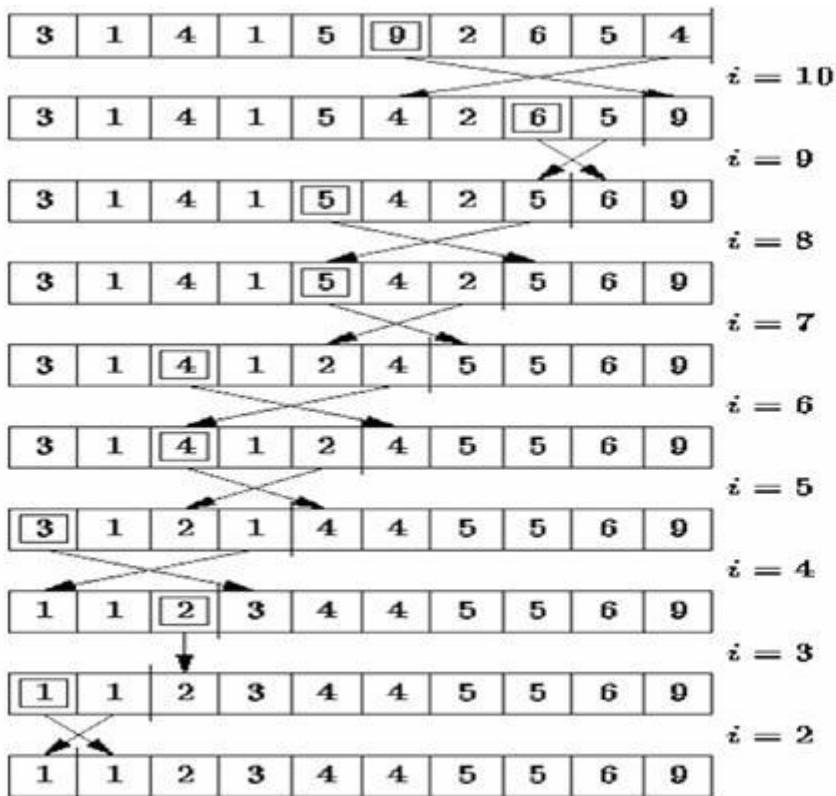 3 1 4 1 5 9 2 6 5 4
i = 10
3 1 4 1 5 4 2 6 5 9
i = 9
3 1 4 1 5 4 2 5 6 9
i = 8
3 1 4 1 5 4 2 5 6 9
i = 7
3 1 4 1 2 4 5 5 6 9
i = 6
3 1 4 1 2 4 5 5 6 9
i = 5
3 1 2 1 4 4 5 5 6 9
i = 4
1 1 2 3 4 4 5 5 6 9
i = 3
1 1 2 3 4 4 5 5 6 9
i = 2
1 1 2 3 4 4 5 5 6 9